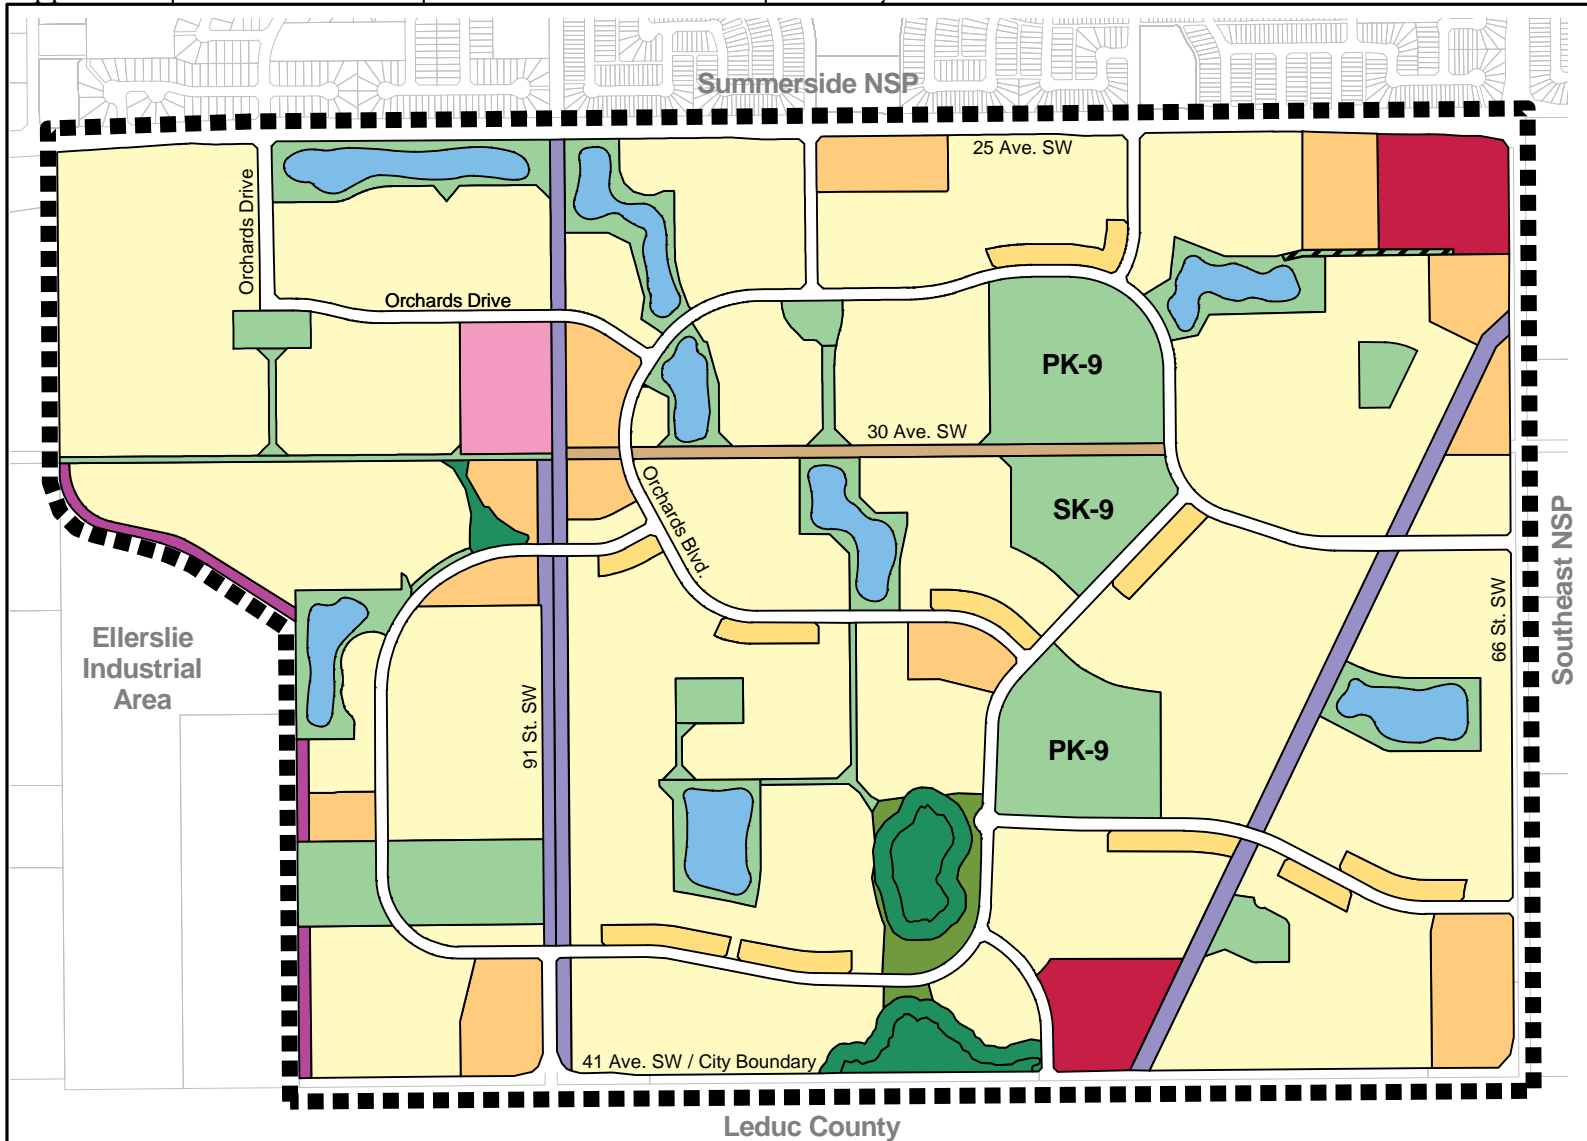 Summerside NSP
25 Ave. SW
Orchards Drive
Orchards Drive
PK-9
30 Ave. SW
Orchards Blvd.
SK-9
Southeast NSP
66 St. SW
Ellerslie
Industrial
Area
91 St. SW
PK-9
41 Ave. SW / City Boundary
Leduc County